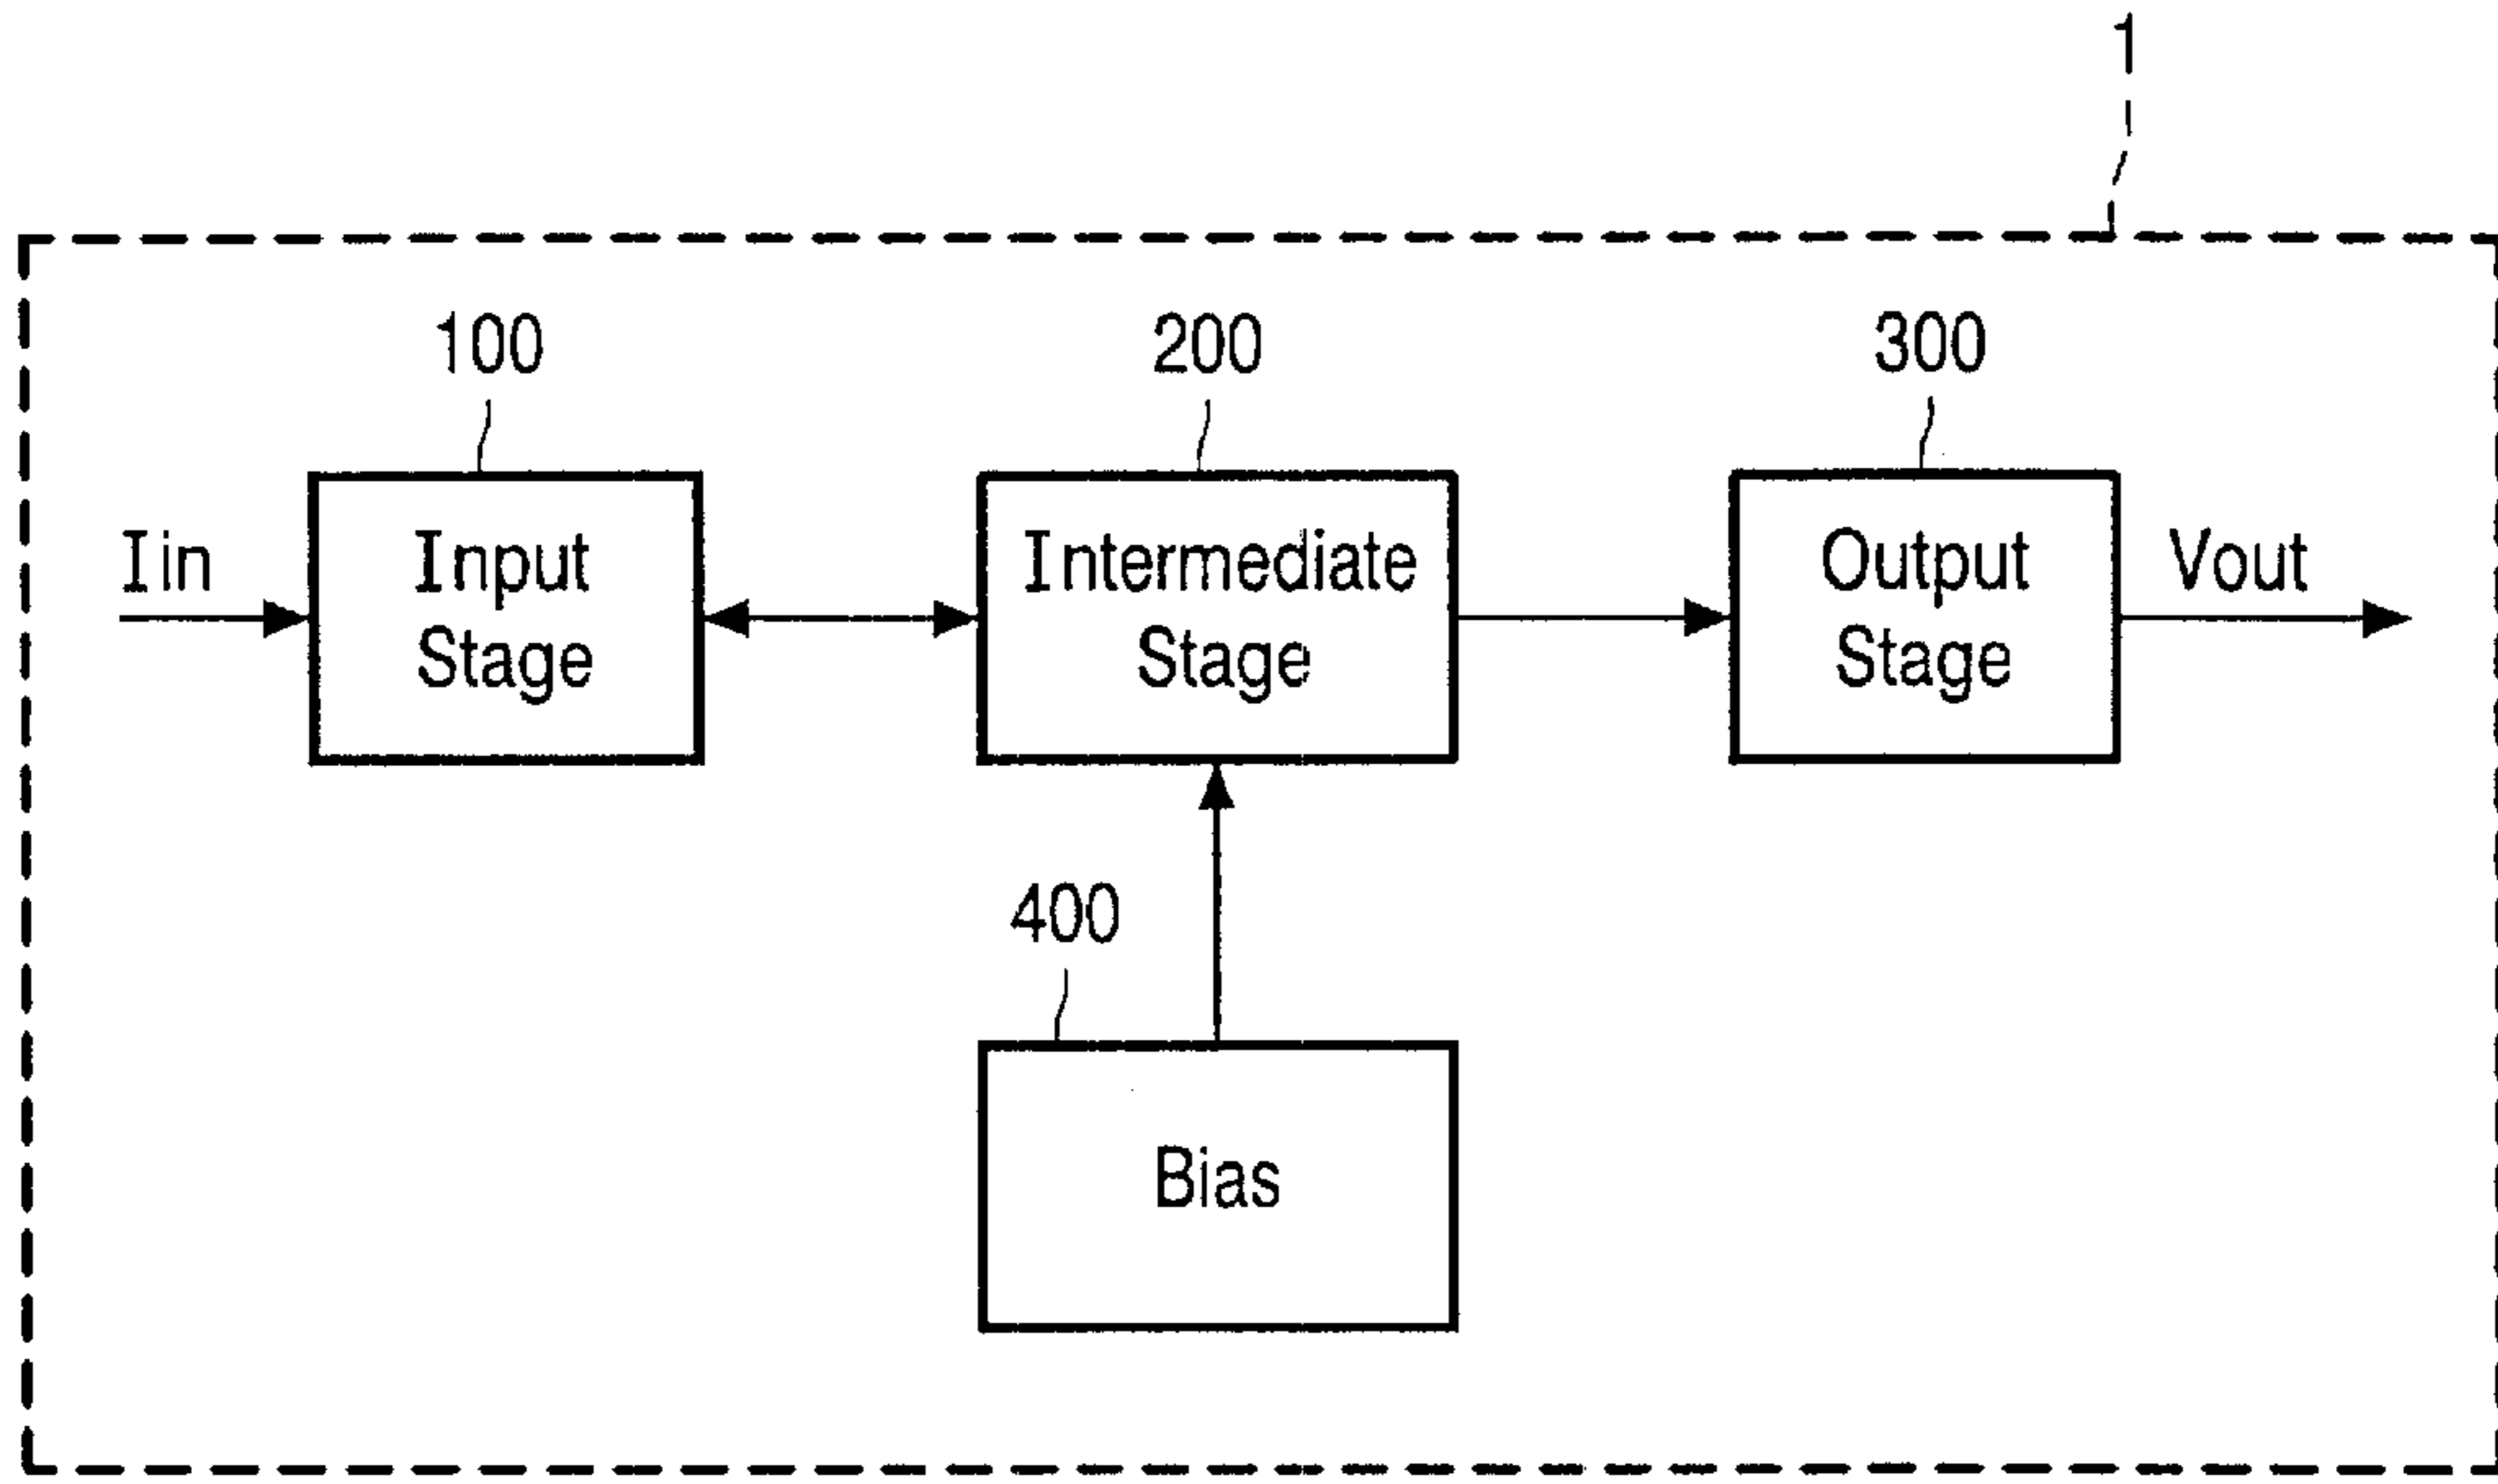 1
100
200
300
Iin
Input
Stage
Intermediate
Stage
Output
Stage
Vout
400
Bias